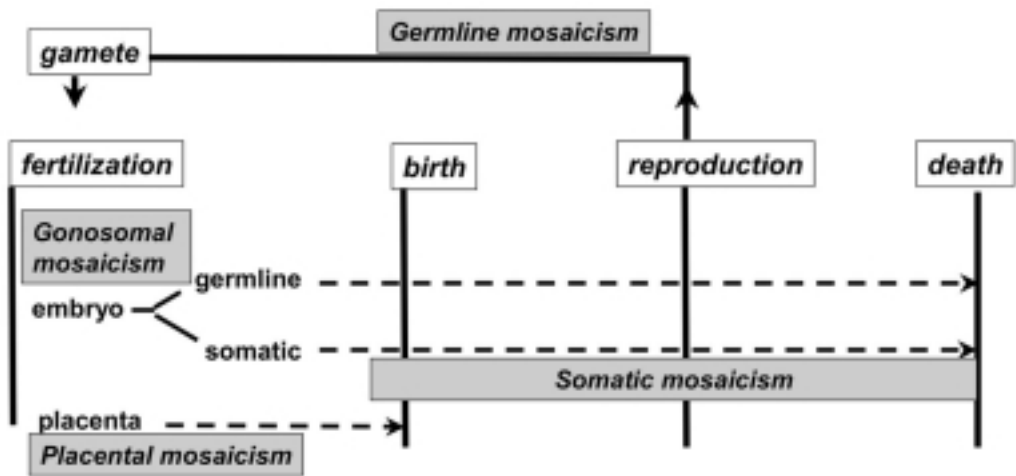 Germline mosaicism
gamete
fertilization
birth
reproduction
death
Gonosomal
mosaicism
germline
embryo
somatic
Somatic mosaicism
placenta
Placental mosaicism